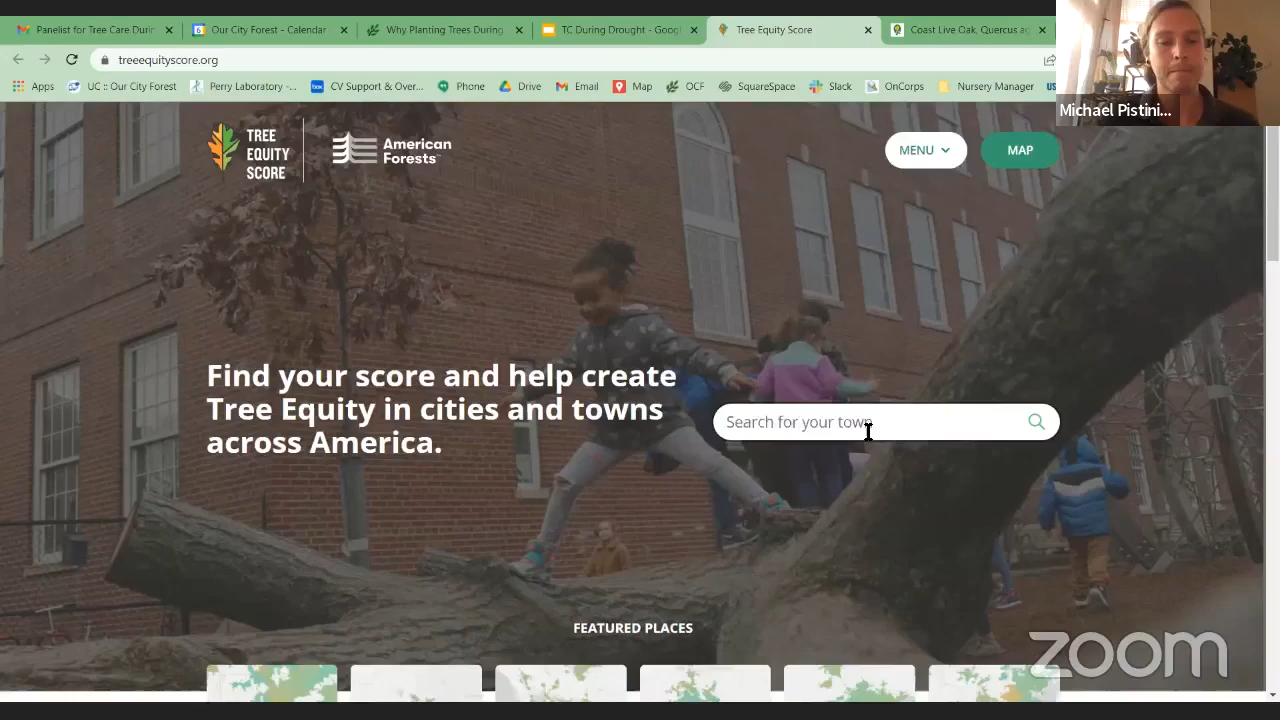 Panelist for Tree Care Durin
Our City Forest - Calendar
Why Planting Trees During
TC During Drought - Googl
Tree Equity Score
Coast Live Oak, Quercus ag
treeequityscore.org
Apps
UC :: Our City Forest
Perry Laboratory -...
box
CV Support & Over...
Phone
Drive
Email
Map
OCF
SquareSpace
Slack
OnCorps
Nursery Manager
Michael Pistini...
TREE
EQUITY
SCORE
American
Forests
MENU
MAP
Find your score and help create
Tree Equity in cities and towns
across America.
Search for your town
FEATURED PLACES
zoom